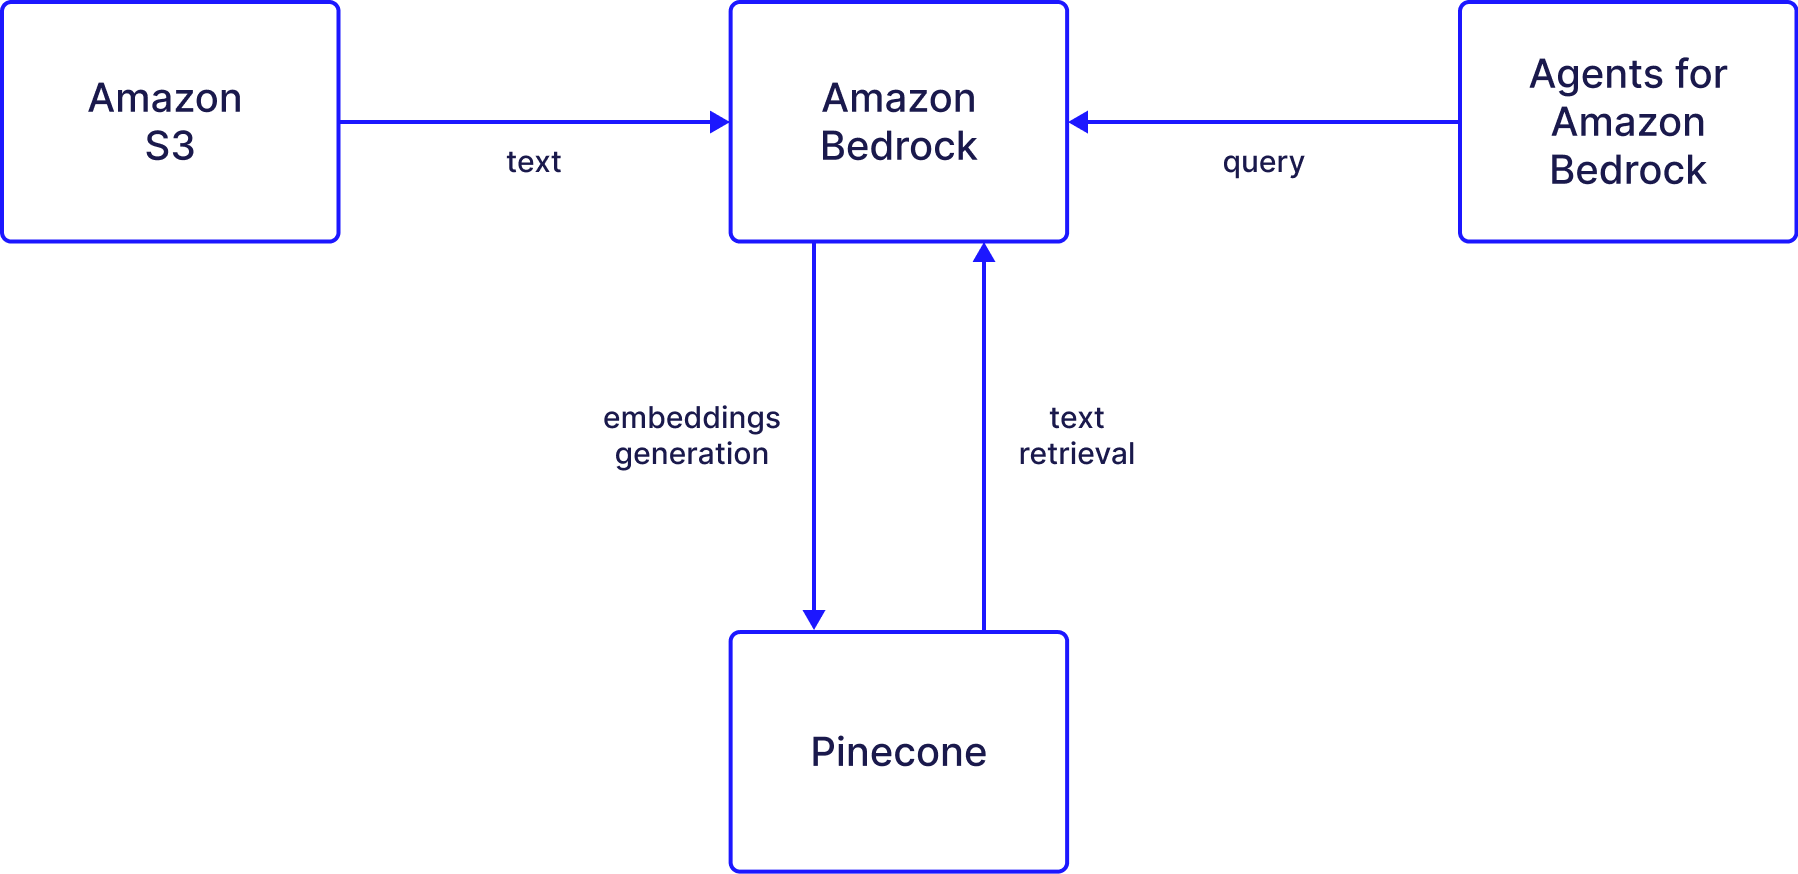 Amazon
S3
text
Amazon
Bedrock
query
Agents for
Amazon
Bedrock
embeddings
generation
text
retrieval
Pinecone